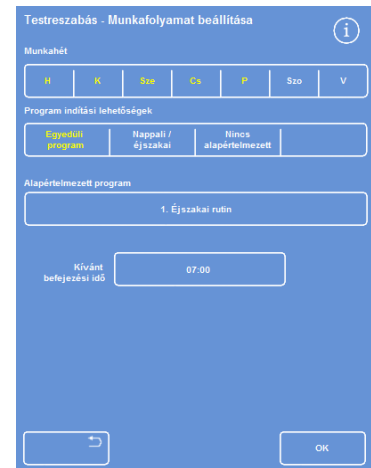 Testreszabás - Munkafolyamat beállítása
i
Munkahét
H K Sze Cs P Szo V
Program indítási lehetőségek
Egyedüli program
Nappali / éjszakai
Nincs alapértelmezett
Alapértelmezett program
1. Éjszakai rutin
Kívánt befejezési idő
07:00
OK